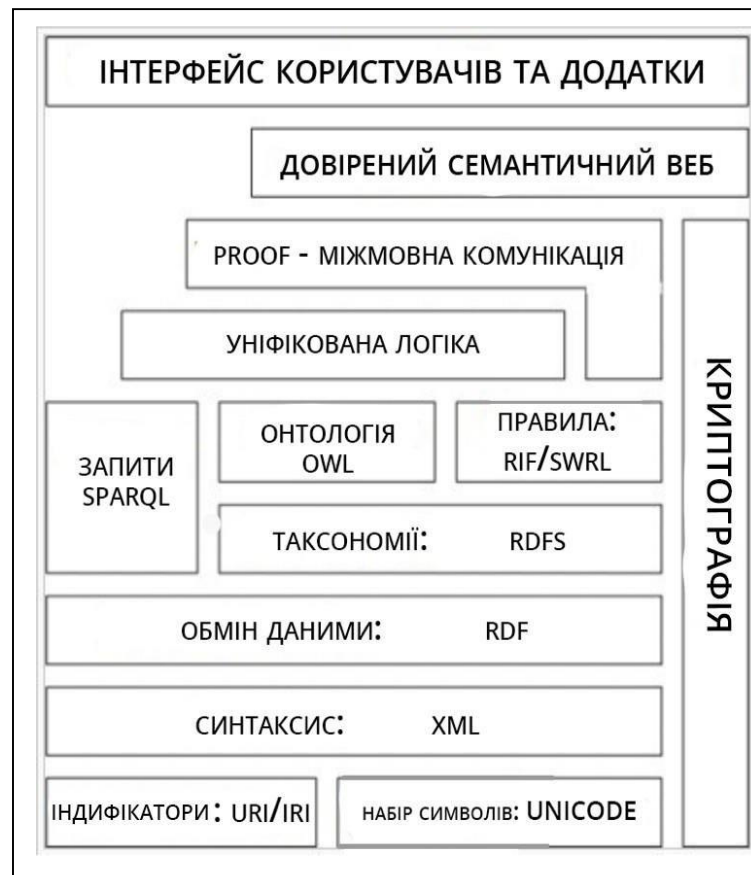 ІНТЕРФЕЙС КОРИСТУВАЧІВ ТА ДОДАТКИ
ДОВІРЕНИЙ СЕМАНТИЧНИЙ ВЕБ
PROOF - МІЖМОВНА КОМУНІКАЦІЯ
УНІФІКОВАНА ЛОГІКА
ЗАПИТИ
SPARQL
ОНТОЛОГІЯ
OWL
ПРАВИЛА:
RIF/SWRL
ТАКСОНОМІЇ: RDFS
ОБМІН ДАНИМИ: RDF
СИНТАКСИС: XML
ІНДИФІКАТОРИ: URI/IRI
НАБІР СИМВОЛІВ: UNICODE
КРИПТОГРАФІЯ